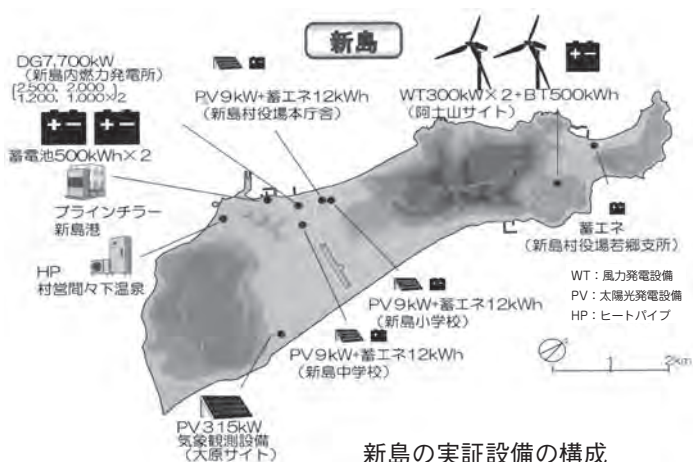 新島
DG7,700kW
（新島内燃力発電所）
[2,500、2,000
1,200、1,000×2]
蓄電池500kWh×2
ブラインチラー
新島港
HP
村営間々下温泉
PV9kW+蓄エネ12kWh
（新島村役場本庁舎）
WT300kW×2+BT500kWh
（阿土山サイト）
蓄エネ
（新島村役場若郷支所）
WT：風力発電設備
PV：太陽光発電設備
HP：ヒートパイプ
PV9kW+蓄エネ12kWh
（新島小学校）
PV9kW+蓄エネ12kWh
（新島中学校）
PV315kW
気象観測設備
（大原サイト）
1 2km
新島の実証設備の構成